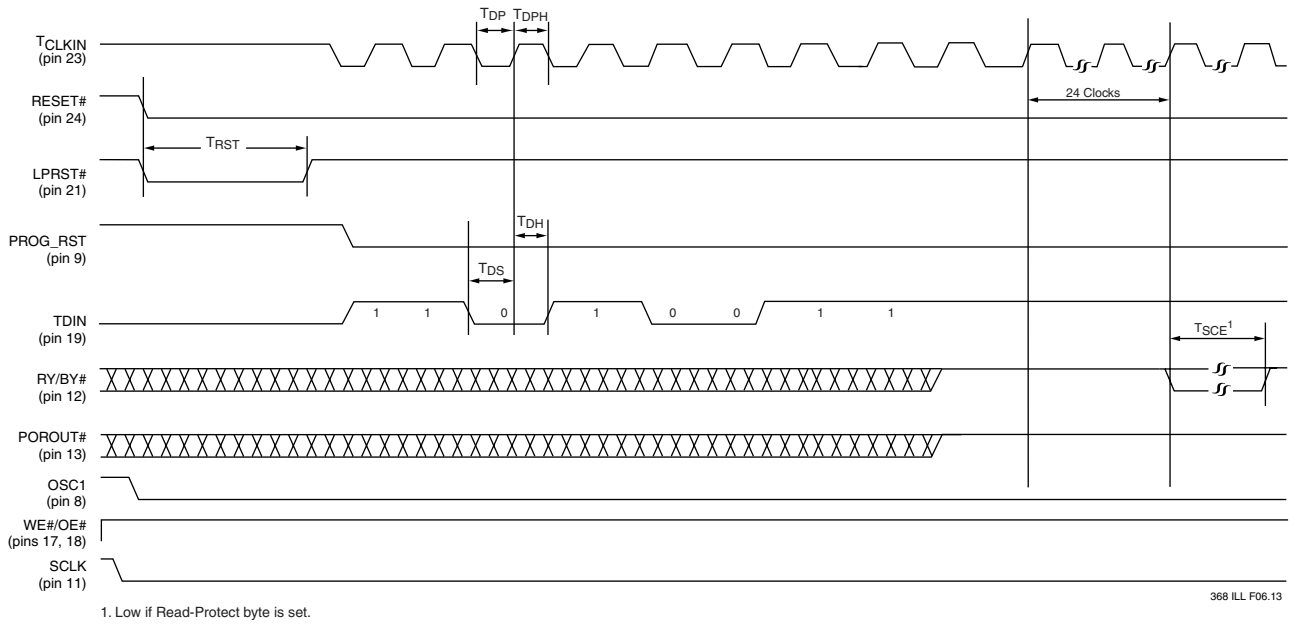 TDP TDPH
TCLKIN
(pin 23)
24 Clocks
RESET#
(pin 24)
TRST
LPRST#
(pin 21)
TDH
PROG_RST
(pin 9)
TDS
1 1 0 1 0 0 1 1
TDIN
(pin 19)
TSCE1
RY/BY#
(pin 12)
POROUT#
(pin 13)
OSC1
(pin 8)
WE#/OE#
(pins 17, 18)
SCLK
(pin 11)
368 ILL F06.13
1. Low if Read-Protect byte is set.